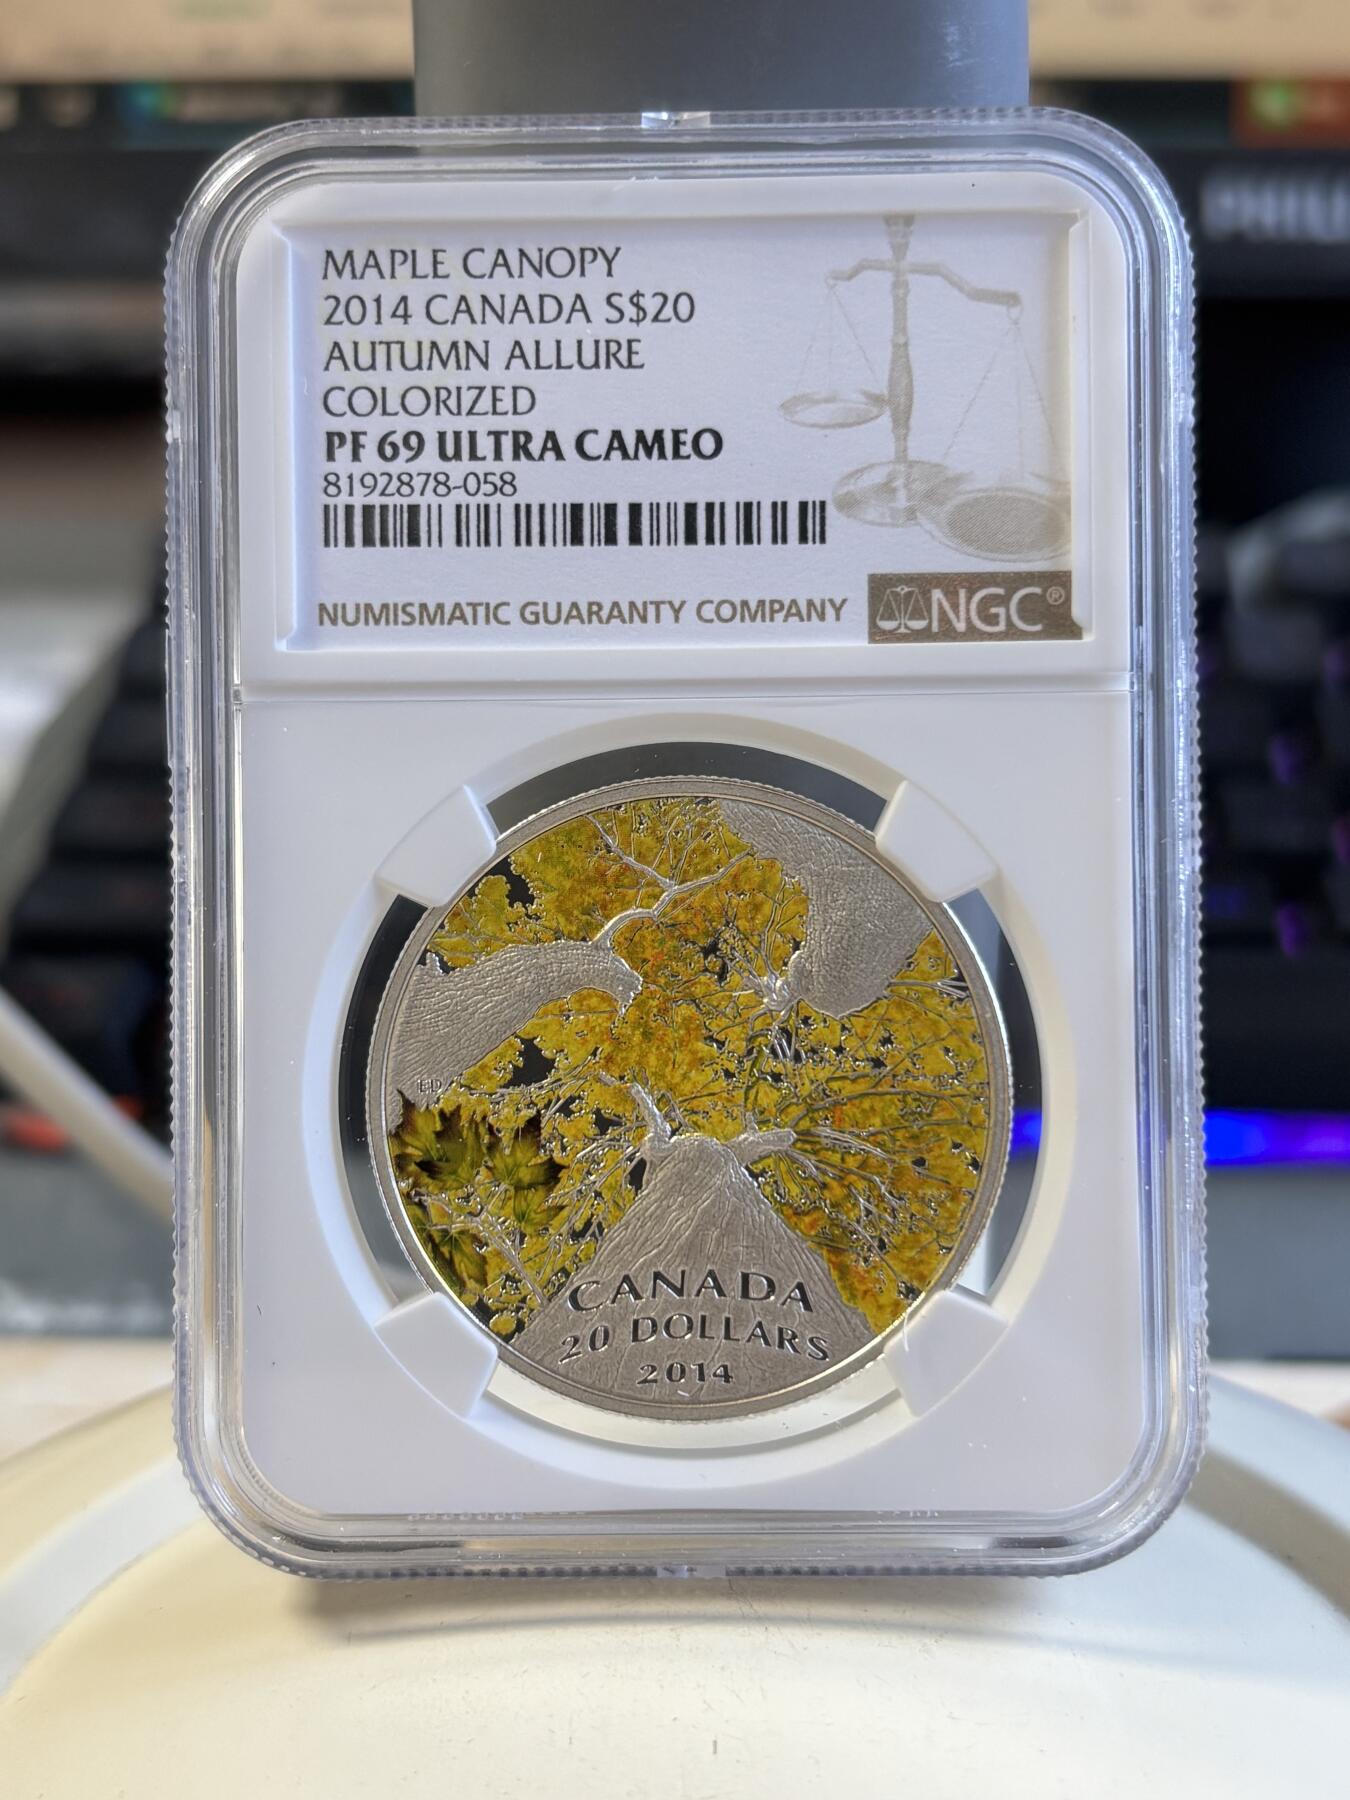 MAPLE CANOPY
2014 CANADA S$20
AUTUMN ALLURE
COLORIZED
PF 69 ULTRA CAMEO
8192878-058
NUMISMATIC GUARANTY COMPANY
NGC®
ED
CANADA
20 DOLLARS
2014